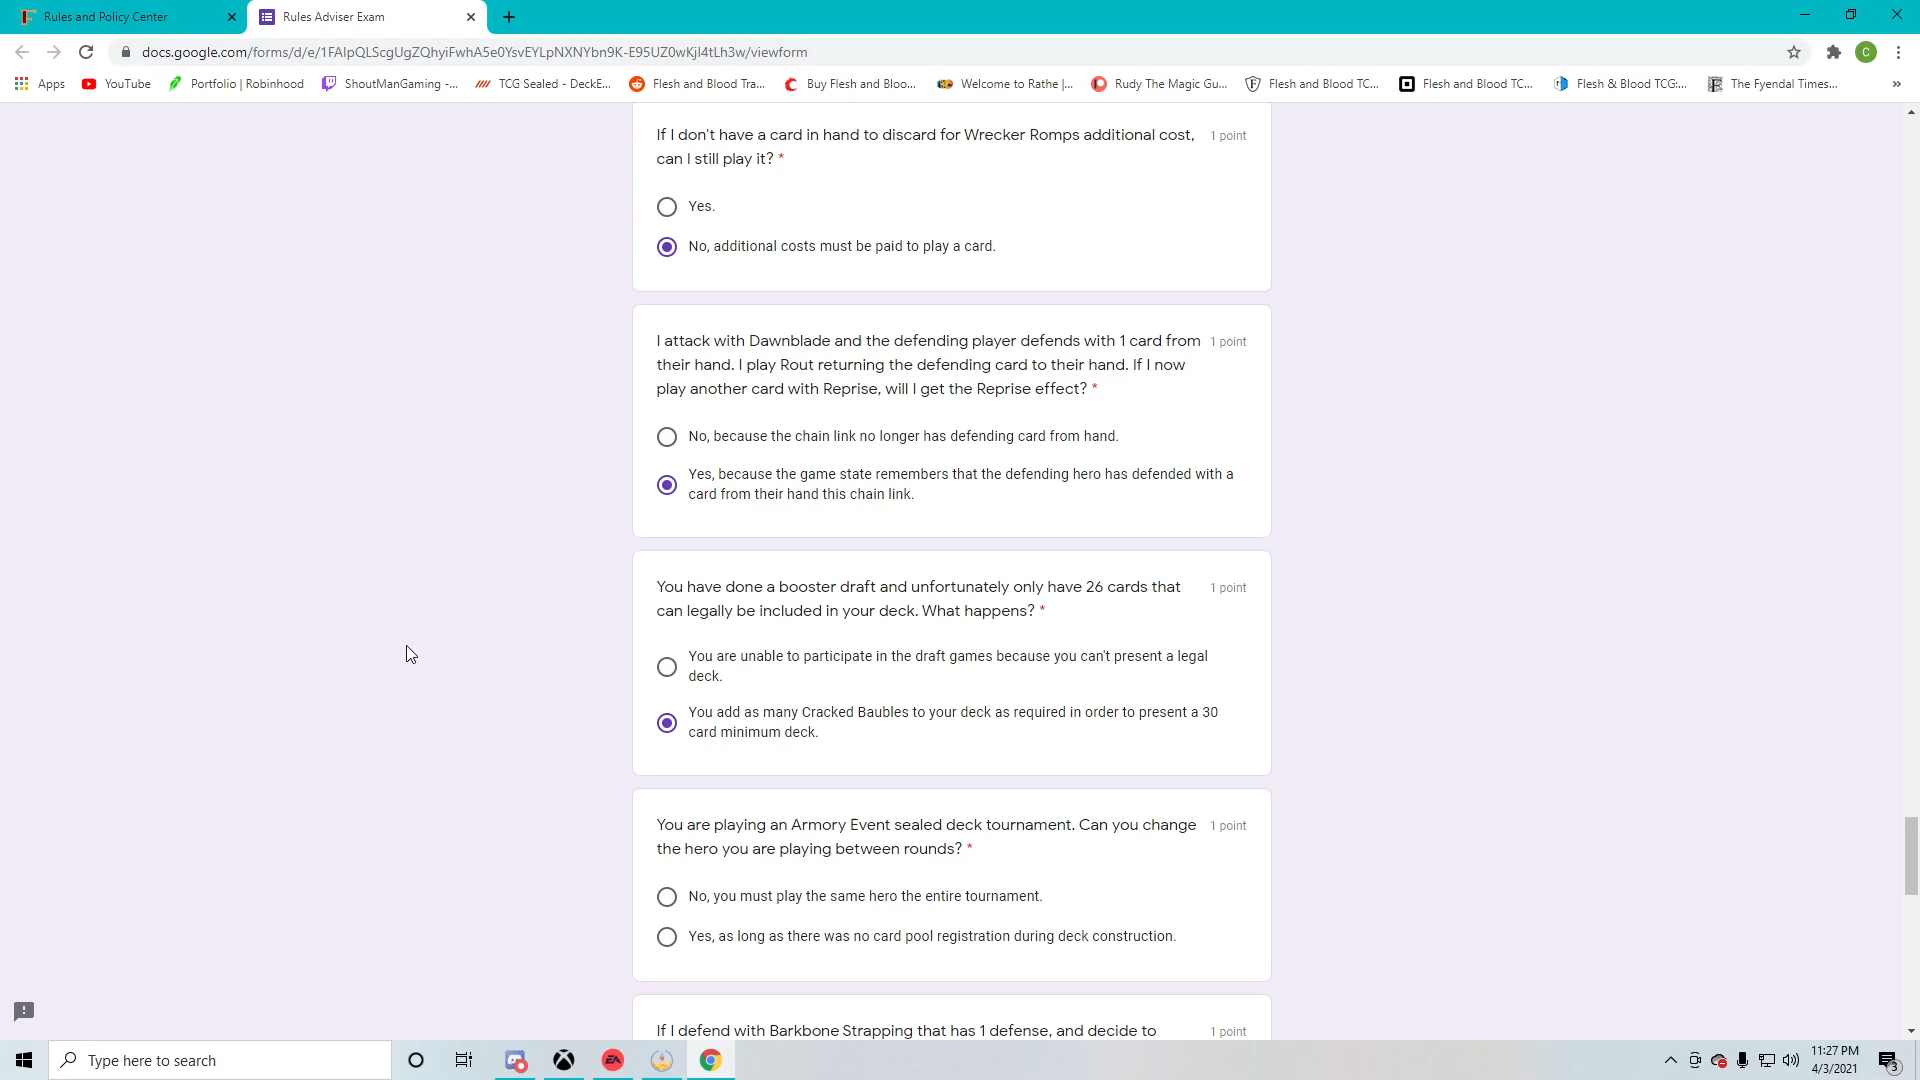 Rules and Policy Center
Rules Adviser Exam
docs.google.com/forms/d/e/1FAIpQLScgUgZQhyiFwhA5e0YsvEYLpNXNYbn9K-E95UZ0wKjI4tLh3w/viewform
C
Apps
YouTube
Portfolio | Robinhood
ShoutManGaming -...
TCG Sealed - DeckE...
Flesh and Blood Tra...
Buy Flesh and Bloo...
Welcome to Rathe |...
Rudy The Magic Gu...
Flesh and Blood TC...
Flesh and Blood TC...
Flesh & Blood TCG:...
The Fyendal Times...
»
If I don't have a card in hand to discard for Wrecker Romps additional cost, 1 point
can I still play it? *
Yes.
No, additional costs must be paid to play a card.
I attack with Dawnblade and the defending player defends with 1 card from 1 point
their hand. I play Rout returning the defending card to their hand. If I now
play another card with Reprise, will I get the Reprise effect? *
No, because the chain link no longer has defending card from hand.
Yes, because the game state remembers that the defending hero has defended with a
card from their hand this chain link.
You have done a booster draft and unfortunately only have 26 cards that 1 point
can legally be included in your deck. What happens? *
You are unable to participate in the draft games because you can't present a legal
deck.
You add as many Cracked Baubles to your deck as required in order to present a 30
card minimum deck.
You are playing an Armory Event sealed deck tournament. Can you change 1 point
the hero you are playing between rounds? *
No, you must play the same hero the entire tournament.
Yes, as long as there was no card pool registration during deck construction.
If I defend with Barkbone Strapping that has 1 defense, and decide to 1 point
Type here to search
EA
11:27 PM
4/3/2021
3